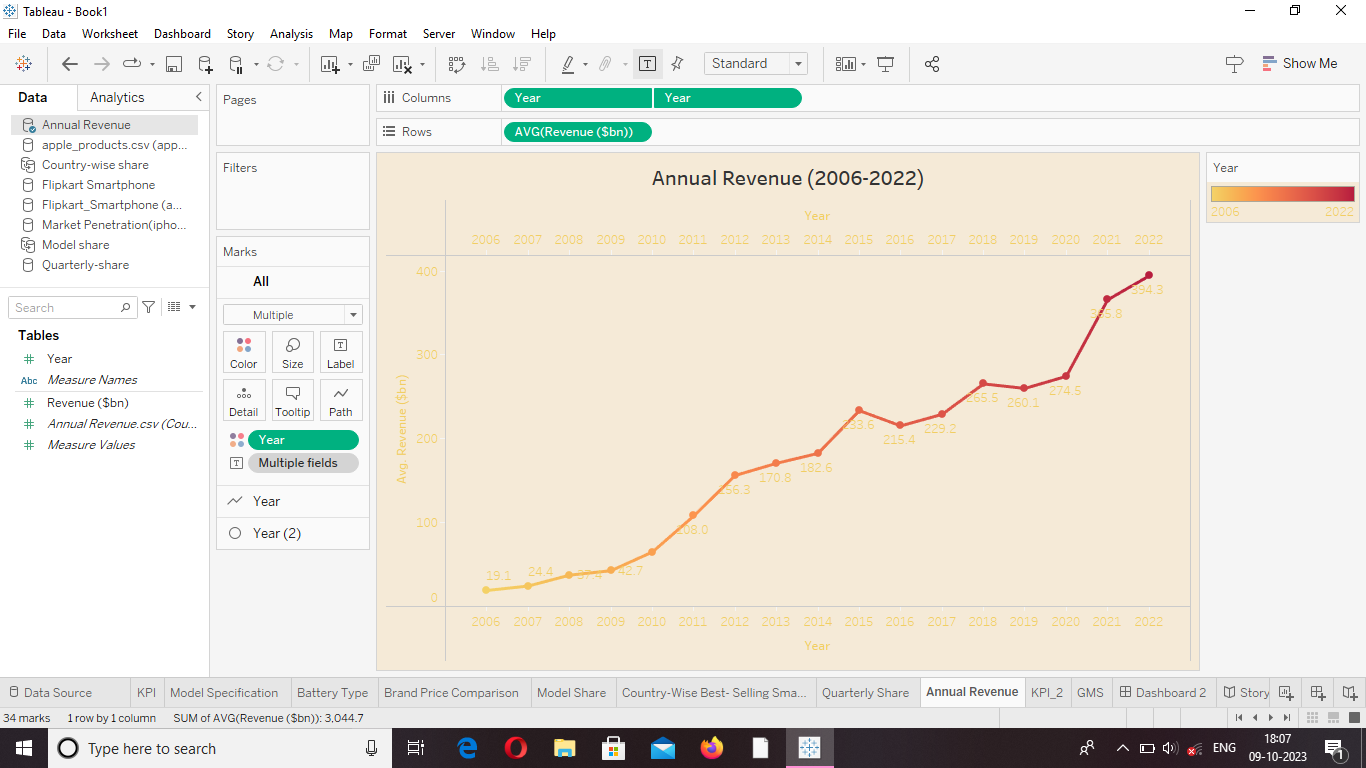 Tableau - Book1
File Data Worksheet Dashboard Story Analysis Map Format Server Window Help
Standard
Show Me
Data Analytics
Annual Revenue
apple_products.csv (app...
Country-wise share
Flipkart Smartphone
Flipkart_Smartphone (a...
Market Penetration(ipho...
Model share
Quarterly-share
Search
Tables
Year
Abc Measure Names
Revenue ($bn)
Annual Revenue.csv (Cou...
Measure Values
Pages
Filters
Marks
All
Multiple
Color Size Label
Detail Tooltip Path
Year
Multiple fields
Year
Year (2)
Columns Year Year
Rows AVG(Revenue ($bn))
Annual Revenue (2006-2022)
Year
2006 2007 2008 2009 2010 2011 2012 2013 2014 2015 2016 2017 2018 2019 2020 2021 2022
400
300
200
100
0
Avg. Revenue ($bn)
19.1 24.4 37.4 42.7 108.0 156.3 170.8 182.6 233.6 215.4 229.2 265.5 260.1 274.5 365.8 394.3
2006 2007 2008 2009 2010 2011 2012 2013 2014 2015 2016 2017 2018 2019 2020 2021 2022
Year
Year
2006 2022
Data Source KPI Model Specification Battery Type Brand Price Comparison Model Share Country-Wise Best- Selling Sma... Quarterly Share Annual Revenue KPI_2 GMS Dashboard 2 Story
34 marks 1 row by 1 column SUM of AVG(Revenue ($bn)): 3,044.7
Type here to search
ENG
18:07
09-10-2023
1